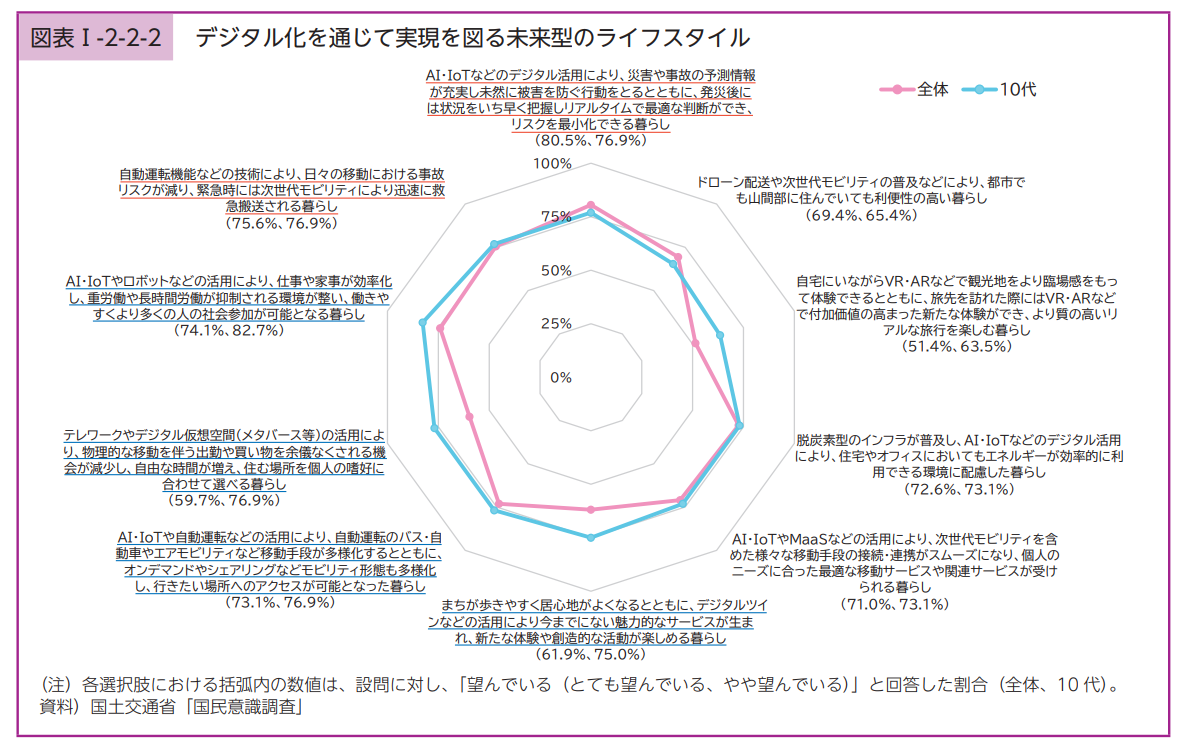 図表Ⅰ-2-2-2 デジタル化を通じて実現を図る未来型のライフスタイル
AI・IoTなどのデジタル活用により、災害や事故の予測情報
が充実し未然に被害を防ぐ行動をとるとともに、発災後に
は状況をいち早く把握しリアルタイムで最適な判断ができ、
リスクを最小化できる暮らし
（80.5%、76.9%）
全体 10代
ドローン配送や次世代モビリティの普及などにより、都市で
も山間部に住んでいても利便性の高い暮らし
（69.4%、65.4%）
自宅にいながらVR・ARなどで観光地をより臨場感をもっ
て体験できるとともに、旅先を訪れた際にはVR・ARなど
で付加価値の高まった新たな体験ができ、より質の高いリ
アルな旅行を楽しむ暮らし
（51.4%、63.5%）
脱炭素型のインフラが普及し、AI・IoTなどのデジタル活用
により、住宅やオフィスにおいてもエネルギーが効率的に利
用できる環境に配慮した暮らし
（72.6%、73.1%）
AI・IoTやMaaSなどの活用により、次世代モビリティを含
めた様々な移動手段の接続・連携がスムーズになり、個人の
ニーズに合った最適な移動サービスや関連サービスが受け
られる暮らし
（71.0%、73.1%）
まちが歩きやすく居心地がよくなるとともに、デジタルツイ
ンなどの活用により今までにない魅力的なサービスが生ま
れ、新たな体験や創造的な活動が楽しめる暮らし
（61.9%、75.0%）
AI・IoTや自動運転などの活用により、自動運転のバス・自
動車やエアモビリティなど移動手段が多様化するとともに、
オンデマンドやシェアリングなどモビリティ形態も多様化
し、行きたい場所へのアクセスが可能となった暮らし
（73.1%、76.9%）
テレワークやデジタル仮想空間（メタバース等）の活用によ
り、物理的な移動を伴う出勤や買い物を余儀なくされる機
会が減少し、自由な時間が増え、住む場所を個人の嗜好に
合わせて選べる暮らし
（59.7%、76.9%）
AI・IoTやロボットなどの活用により、仕事や家事が効率化
し、重労働や長時間労働が抑制される環境が整い、働きや
すくより多くの人の社会参加が可能となる暮らし
（74.1%、82.7%）
自動運転機能などの技術により、日々の移動における事故
リスクが減り、緊急時には次世代モビリティにより迅速に救
急搬送される暮らし
（75.6%、76.9%）
100%
75%
50%
25%
0%
（注）各選択肢における括弧内の数値は、設問に対し、「望んでいる（とても望んでいる、やや望んでいる）」と回答した割合（全体、10代）。
資料）国土交通省「国民意識調査」